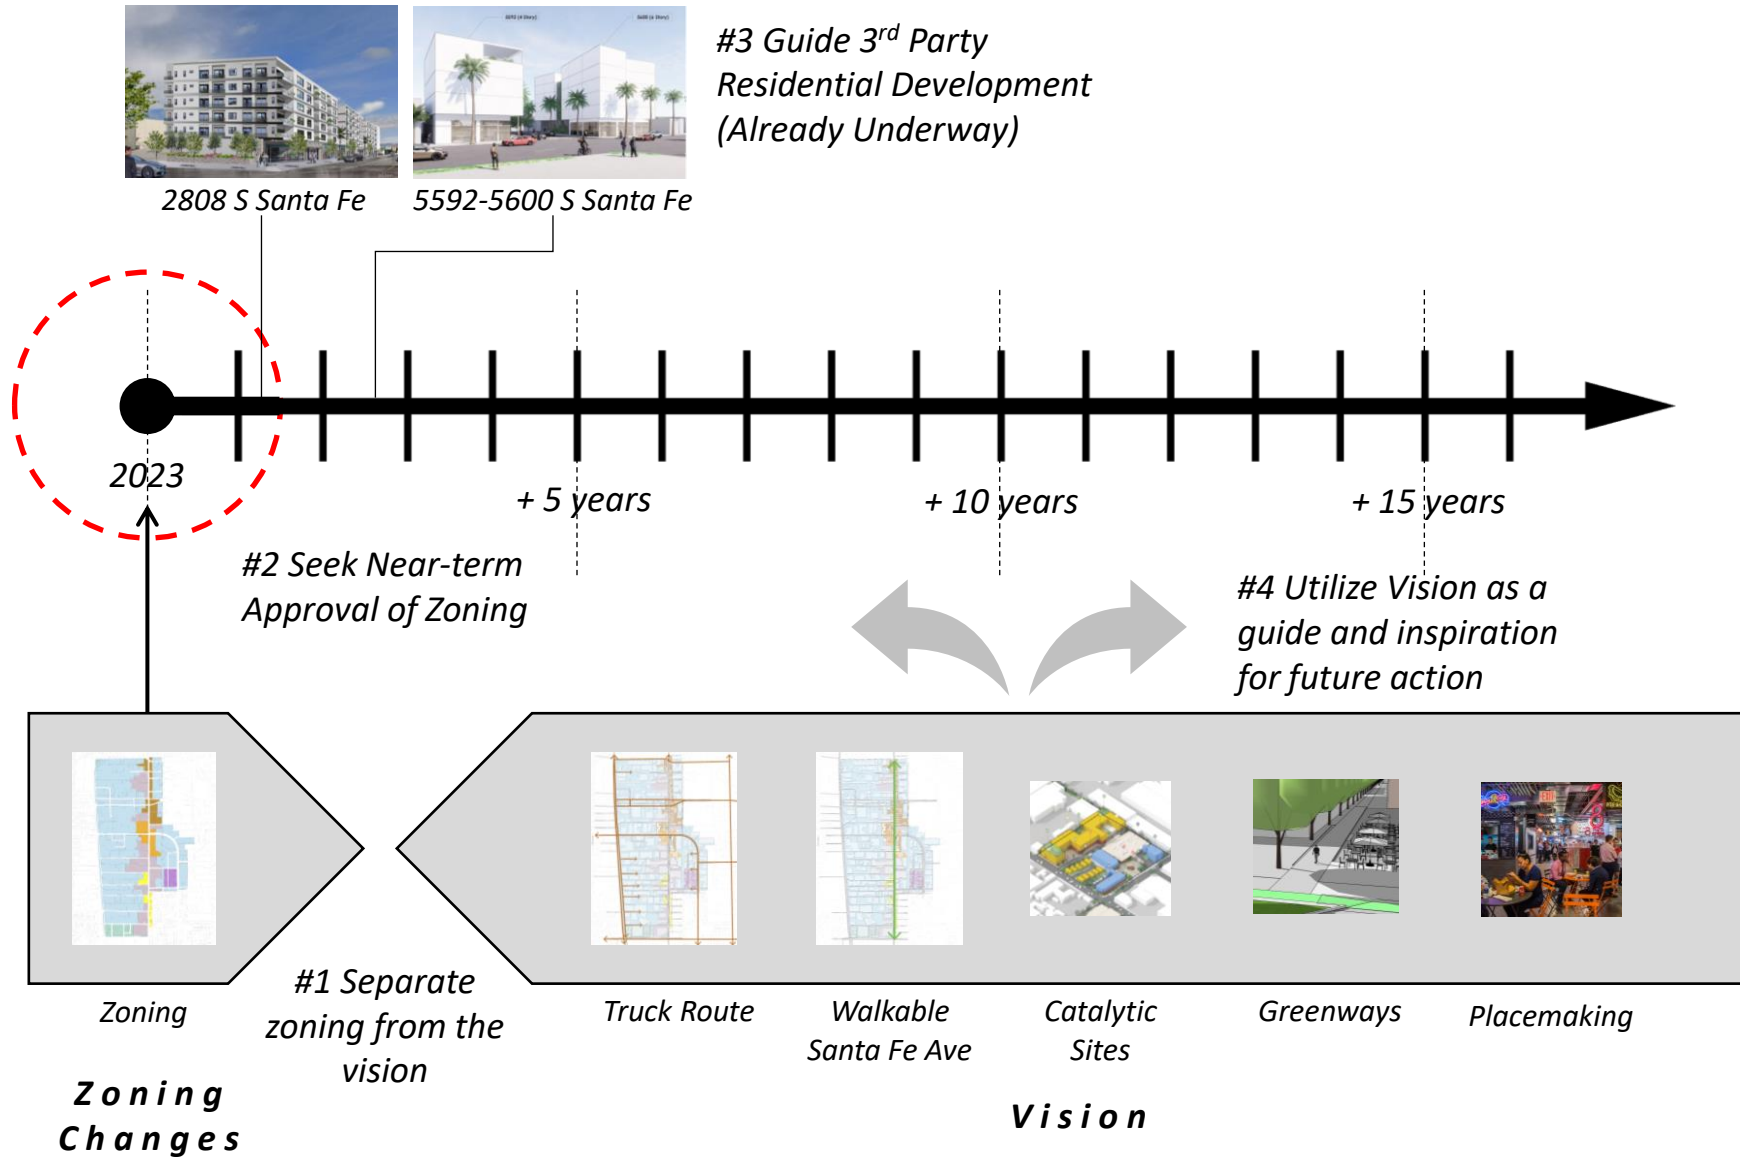 #3 Guide 3rd Party
Residential Development
(Already Underway)
2808 S Santa Fe
5592-5600 S Santa Fe
2023
+ 5 years
+ 10 years
+ 15 years
#2 Seek Near-term
Approval of Zoning
#4 Utilize Vision as a
guide and inspiration
for future action
#1 Separate
zoning from the
vision
Zoning
Truck Route
Walkable
Santa Fe Ave
Catalytic
Sites
Greenways
Placemaking
Zoning
Changes
Vision